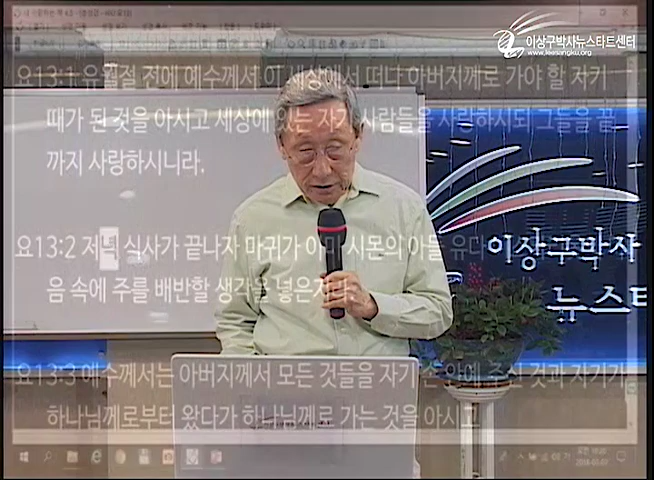 이상구박사뉴스타트센터
www.leesangku.org
요13:1 유월절 전에 예수께서 이 세상에서 떠나 아버지께로 가야 할 자기
때가 된 것을 아시고 세상에 있는 자기 사람들을 사랑하시되 그들을 끝
까지 사랑하시니라.
요13:2 저녁 식사가 끝나자 마귀가 이미 시몬의 아들 유다
음 속에 주를 배반할 생각을 넣은지라
이상구박사
뉴스타
요13:3 예수께서는 아버지께서 모든 것들을 자기 손 안에 주신 것과 자기가
하나님께로부터 왔다가 하나님께로 가는 것을 아시고